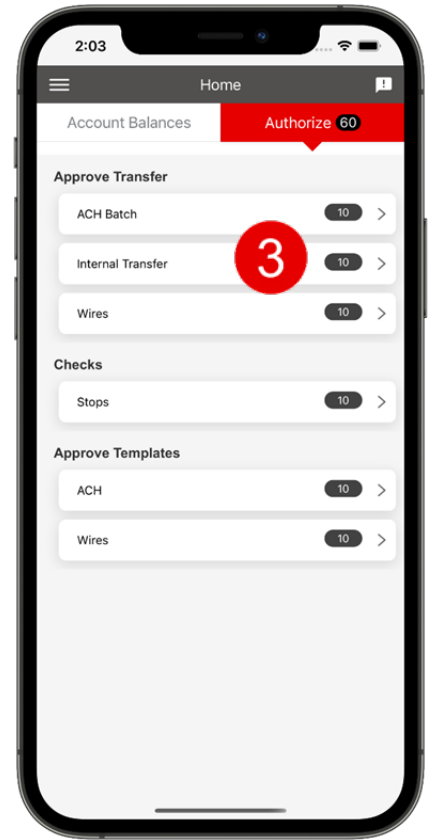 2:03
Home
Account Balances
Authorize 60
Approve Transfer
ACH Batch 10
3
Internal Transfer 10
Wires 10
Checks
Stops 10
Approve Templates
ACH 10
Wires 10